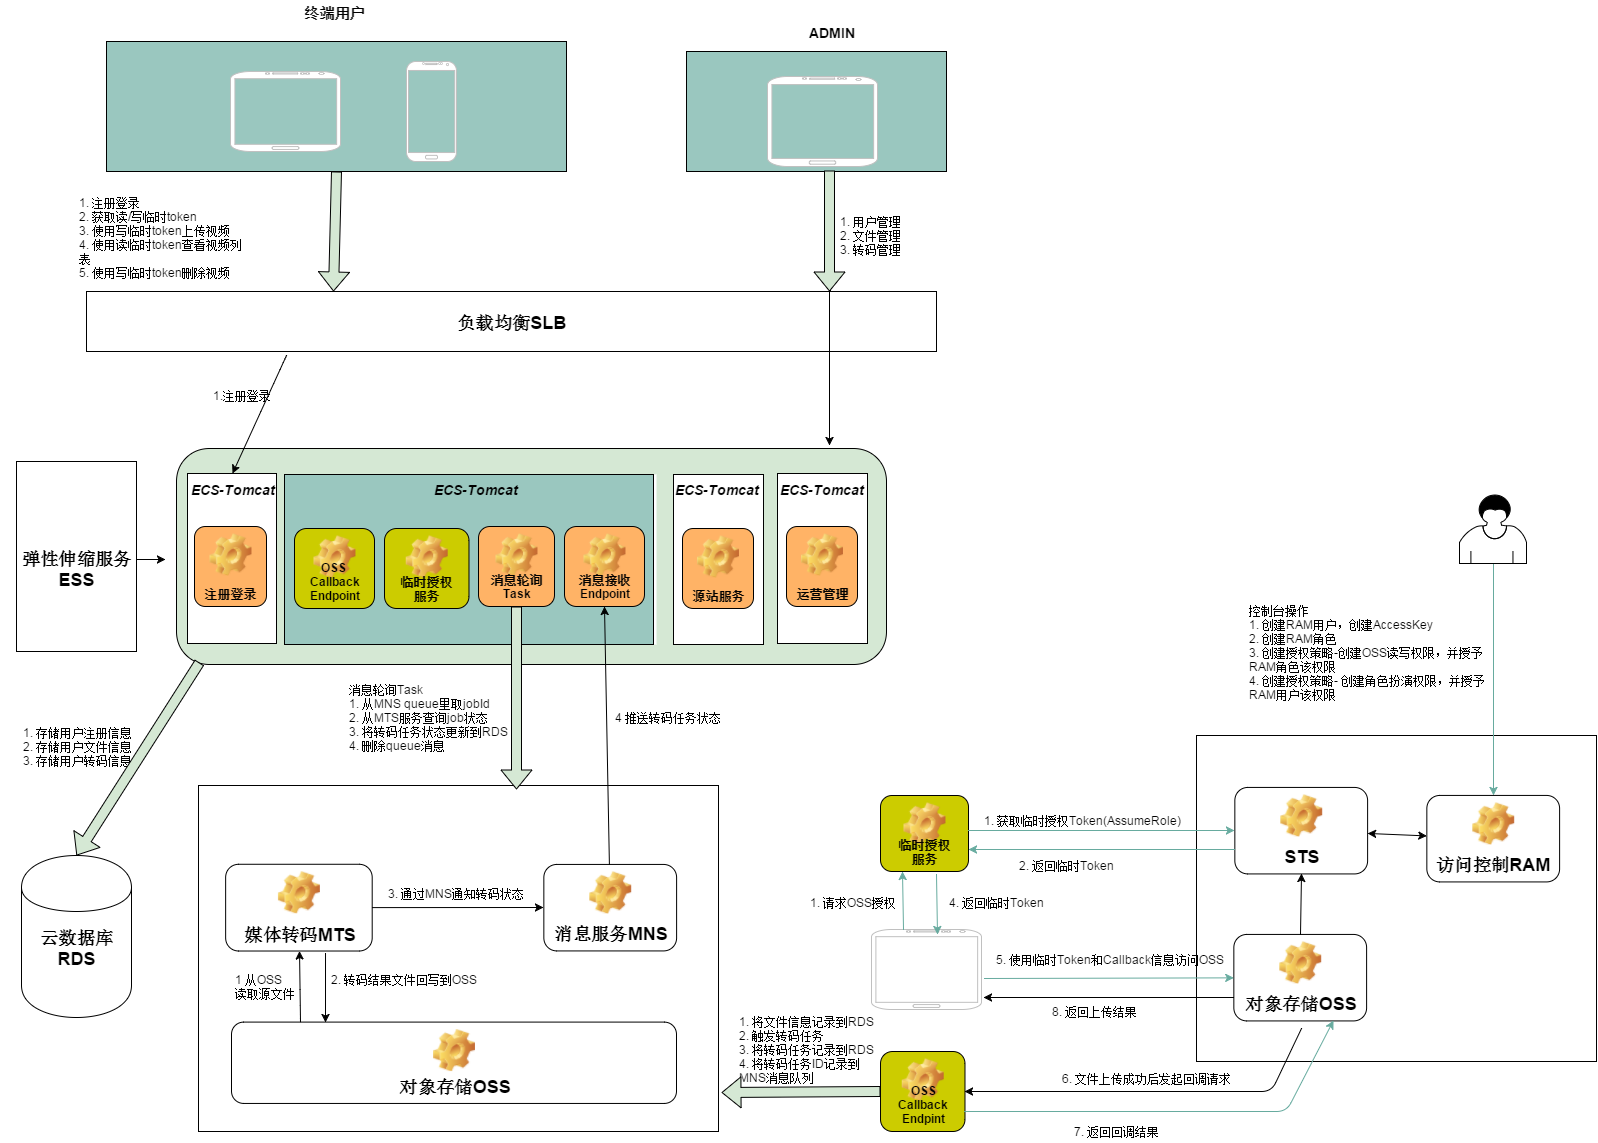 终端用户
ADMIN
1. 注册登录
2. 获取读/写临时token
3. 使用写临时token上传视频
4. 使用读临时token查看视频列
表
5. 使用写临时token删除视频
1. 用户管理
2. 文件管理
3. 转码管理
负载均衡SLB
1.注册登录
弹性伸缩服务
ESS
ECS-Tomcat
注册登录
ECS-Tomcat
OSS
Callback
Endpoint
临时授权
服务
消息轮询
Task
消息接收
Endpoint
ECS-Tomcat
源站服务
ECS-Tomcat
运营管理
控制台操作
1. 创建RAM用户，创建AccessKey
2. 创建RAM角色
3. 创建授权策略-创建OSS读写权限，并授予
RAM角色该权限
4. 创建授权策略- 创建角色扮演权限，并授予
RAM用户该权限
消息轮询Task
1. 从MNS queue里取jobId
2. 从MTS服务查询job状态
3. 将转码任务状态更新到RDS
4. 删除queue消息
4 推送转码任务状态
1. 存储用户注册信息
2. 存储用户文件信息
3. 存储用户转码信息
云数据库
RDS
媒体转码MTS
3. 通过MNS通知转码状态
消息服务MNS
1 从OSS
读取源文件
2. 转码结果文件回写到OSS
对象存储OSS
临时授权
服务
1. 获取临时授权Token(AssumeRole)
2. 返回临时Token
STS
访问控制RAM
1. 请求OSS授权
4. 返回临时Token
5. 使用临时Token和Callback信息访问OSS
8. 返回上传结果
对象存储OSS
1. 将文件信息记录到RDS
2. 触发转码任务
3. 将转码任务记录到RDS
4. 将转码任务ID记录到
MNS消息队列
OSS
Callback
Endpint
6. 文件上传成功后发起回调请求
7. 返回回调结果